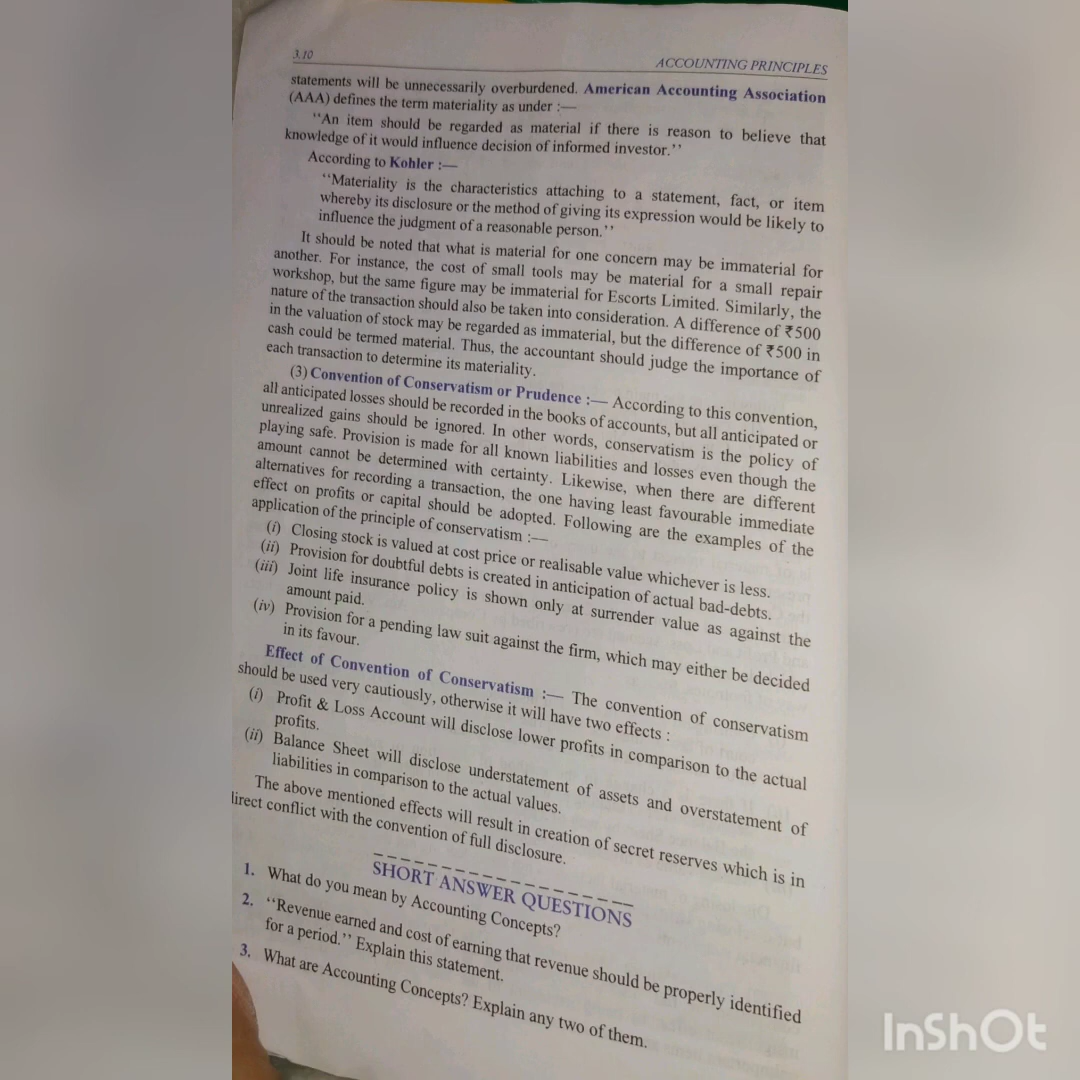 3.10
ACCOUNTING PRINCIPLES
statements will be unnecessarily overburdened. American Accounting Association
(AAA) defines the term materiality as under :—
‘‘An item should be regarded as material if there is reason to believe that
knowledge of it would influence decision of informed investor.’’
According to Kohler :—
‘‘Materiality is the characteristics attaching to a statement, fact, or item
whereby its disclosure or the method of giving its expression would be likely to
influence the judgment of a reasonable person.’’
It should be noted that what is material for one concern may be immaterial for
another. For instance, the cost of small tools may be material for a small repair
workshop, but the same figure may be immaterial for Escorts Limited. Similarly, the
nature of the transaction should also be taken into consideration. A difference of ₹500
in the valuation of stock may be regarded as immaterial, but the difference of ₹500 in
cash could be termed material. Thus, the accountant should judge the importance of
each transaction to determine its materiality.
(3) Convention of Conservatism or Prudence :— According to this convention,
all anticipated losses should be recorded in the books of accounts, but all anticipated or
unrealized gains should be ignored. In other words, conservatism is the policy of
playing safe. Provision is made for all known liabilities and losses even though the
amount cannot be determined with certainty. Likewise, when there are different
alternatives for recording a transaction, the one having least favourable immediate
effect on profits or capital should be adopted. Following are the examples of the
application of the principle of conservatism :—
(i) Closing stock is valued at cost price or realisable value whichever is less.
(ii) Provision for doubtful debts is created in anticipation of actual bad-debts.
(iii) Joint life insurance policy is shown only at surrender value as against the
amount paid.
(iv) Provision for a pending law suit against the firm, which may either be decided
in its favour.
Effect of Convention of Conservatism :— The convention of conservatism
should be used very cautiously, otherwise it will have two effects :
(i) Profit & Loss Account will disclose lower profits in comparison to the actual
profits.
(ii) Balance Sheet will disclose understatement of assets and overstatement of
liabilities in comparison to the actual values.
The above mentioned effects will result in creation of secret reserves which is in
direct conflict with the convention of full disclosure.
SHORT ANSWER QUESTIONS
1. What do you mean by Accounting Concepts?
2. ‘‘Revenue earned and cost of earning that revenue should be properly identified
for a period.’’ Explain this statement.
3. What are Accounting Concepts? Explain any two of them.
InShOt